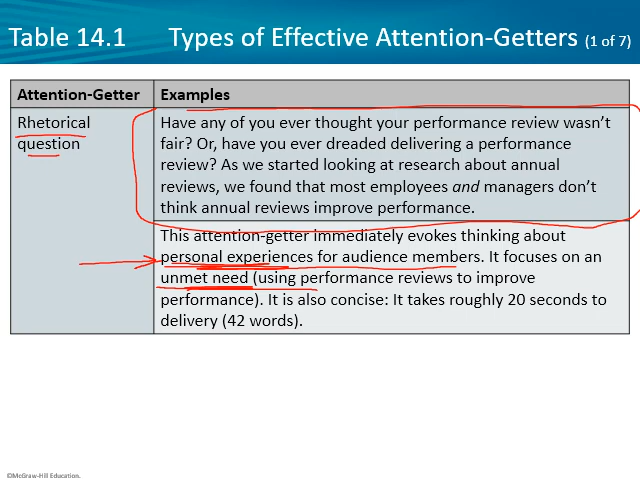 Table 14.1 Types of Effective Attention-Getters (1 of 7)
Attention-Getter Examples
Rhetorical question
Have any of you ever thought your performance review wasn't
fair? Or, have you ever dreaded delivering a performance
review? As we started looking at research about annual
reviews, we found that most employees and managers don't
think annual reviews improve performance.
This attention-getter immediately evokes thinking about
personal experiences for audience members. It focuses on an
unmet need (using performance reviews to improve
performance). It is also concise: It takes roughly 20 seconds to
delivery (42 words).
©McGraw-Hill Education.